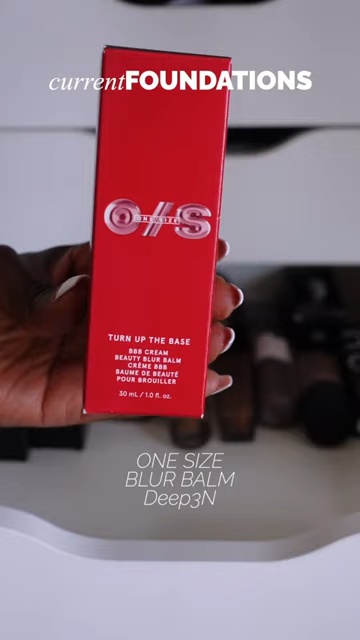 currentFOUNDATIONS
O/S
ONE/SIZE
TURN UP THE BASE
BBB CREAM
BEAUTY BLUR BALM
CRÈME BBB
BAUME DE BEAUTÉ
POUR BROUILLER
30 mL / 1.0 fl. oz.
ONE SIZE
BLUR BALM
Deep3N